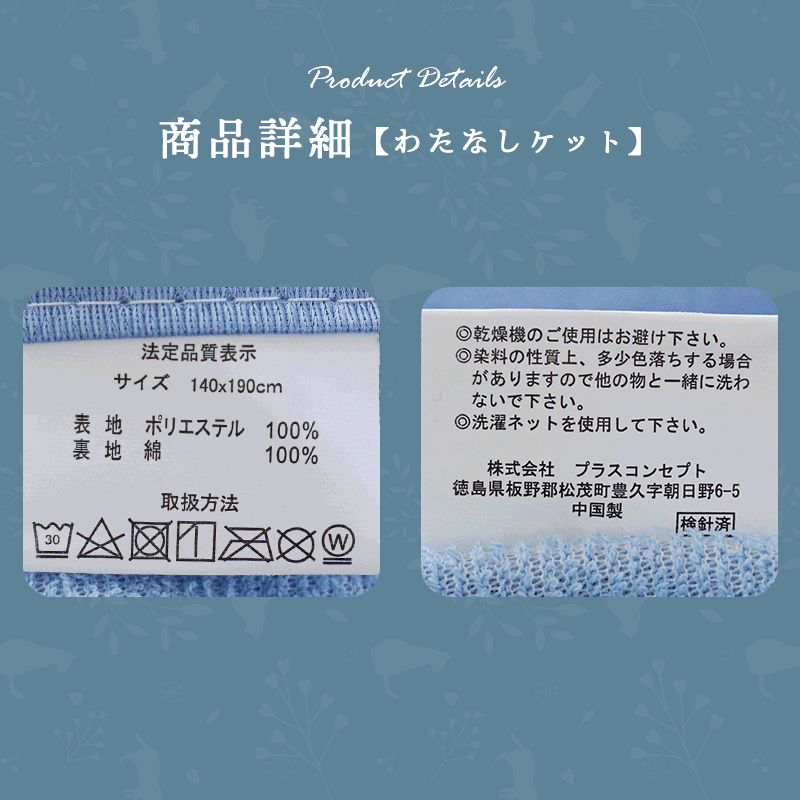 Product Details
商品詳細【わたなしケット】
法定品質表示
サイズ 140x190cm
表地 ポリエステル 100%
裏地 綿 100%
取扱方法
30
W
◎乾燥機のご使用はお避け下さい。
◎染料の性質上、多少色落ちする場合
がありますので他の物と一緒に洗わ
ないで下さい。
◎洗濯ネットを使用して下さい。
株式会社 プラスコンセプト
徳島県板野郡松茂町豊久字朝日野6-5
中国製
検針済